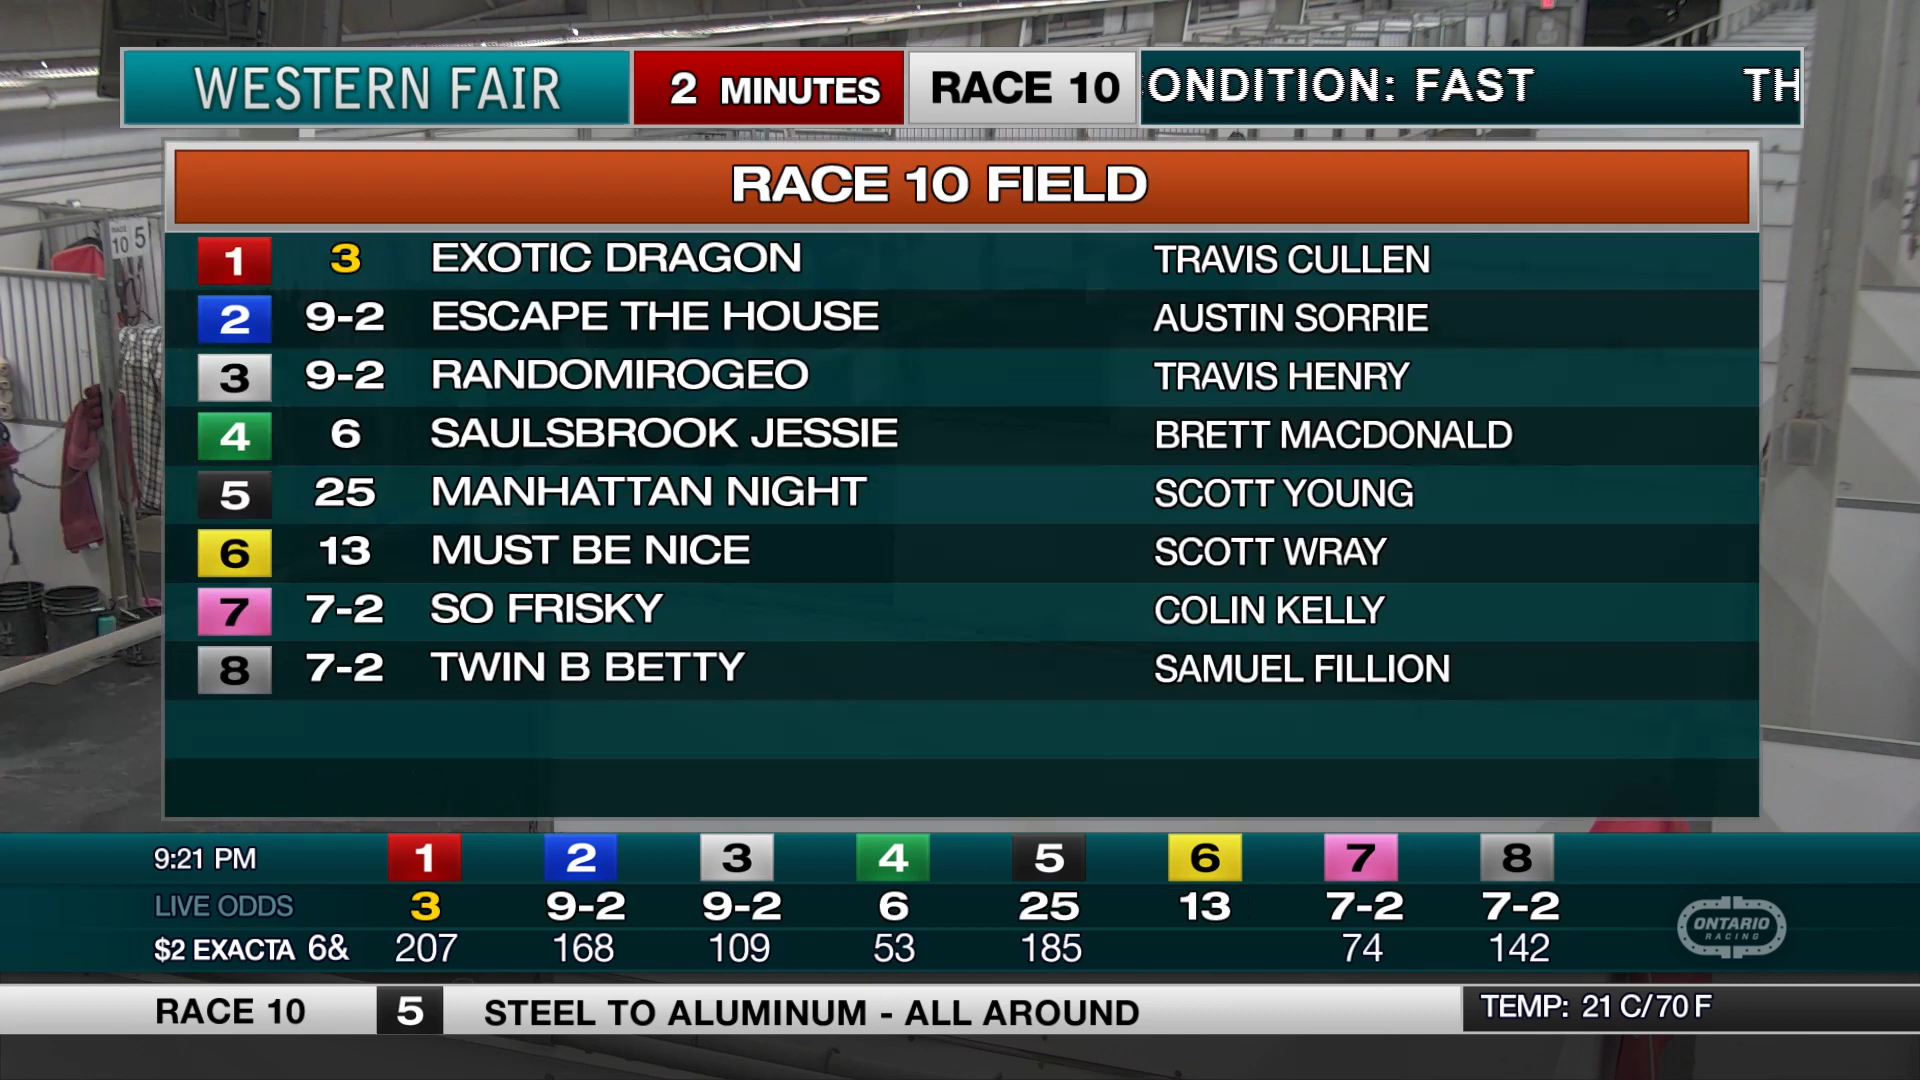 WESTERN FAIR 2 MINUTES RACE 10 ONDITION: FAST TH
RACE 10 FIELD
1 3 EXOTIC DRAGON TRAVIS CULLEN
2 9-2 ESCAPE THE HOUSE AUSTIN SORRIE
3 9-2 RANDOMIROGEO TRAVIS HENRY
4 6 SAULSBROOK JESSIE BRETT MACDONALD
5 25 MANHATTAN NIGHT SCOTT YOUNG
6 13 MUST BE NICE SCOTT WRAY
7 7-2 SO FRISKY COLIN KELLY
8 7-2 TWIN B BETTY SAMUEL FILLION
RACE
10 5
9:21 PM 1 2 3 4 5 6 7 8
LIVE ODDS 3 9-2 9-2 6 25 13 7-2 7-2
$2 EXACTA 6& 207 168 109 53 185 74 142
ONTARIO
RACING
RACE 10 5 STEEL TO ALUMINUM - ALL AROUND TEMP: 21 C/70 F